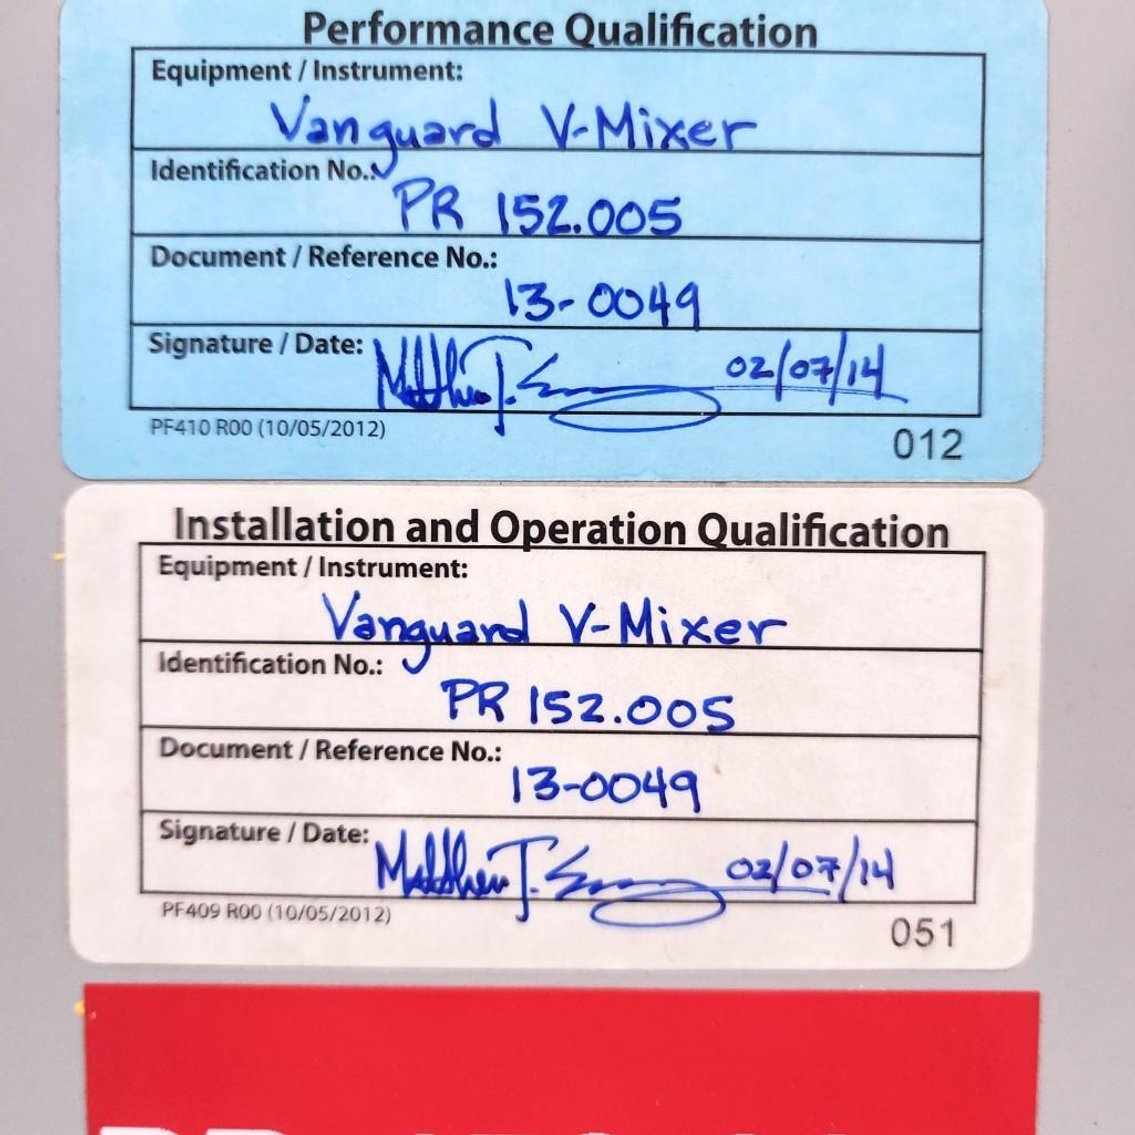 Performance Qualification
Equipment / Instrument:
Vanguard V-Mixer
Identification No.:
PR 152.005
Document / Reference No.:
13-0049
Signature / Date:
Matthew J. 02/07/14
PF410 R00 (10/05/2012)
012
Installation and Operation Qualification
Equipment / Instrument:
Vanguard V-Mixer
Identification No.:
PR 152.005
Document / Reference No.:
13-0049
Signature / Date:
Matthew J. 02/07/14
PF409 R00 (10/05/2012)
051